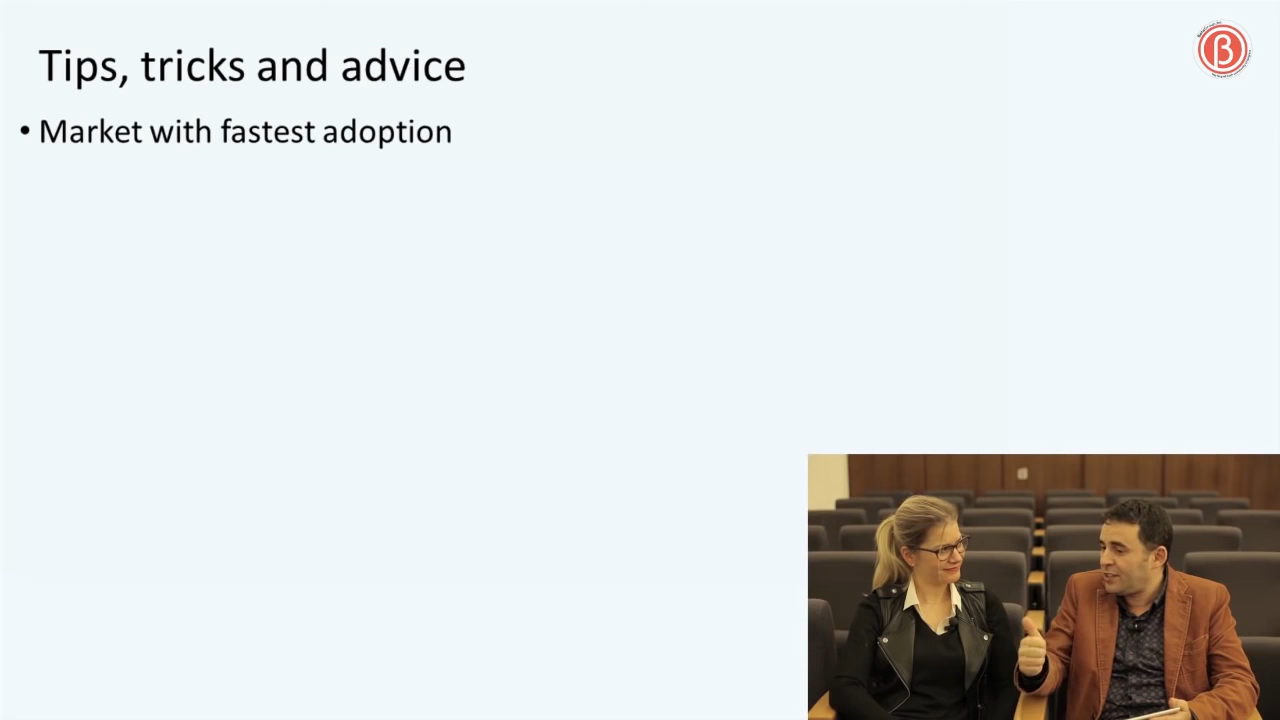 Tips, tricks and advice
• Market with fastest adoption
β